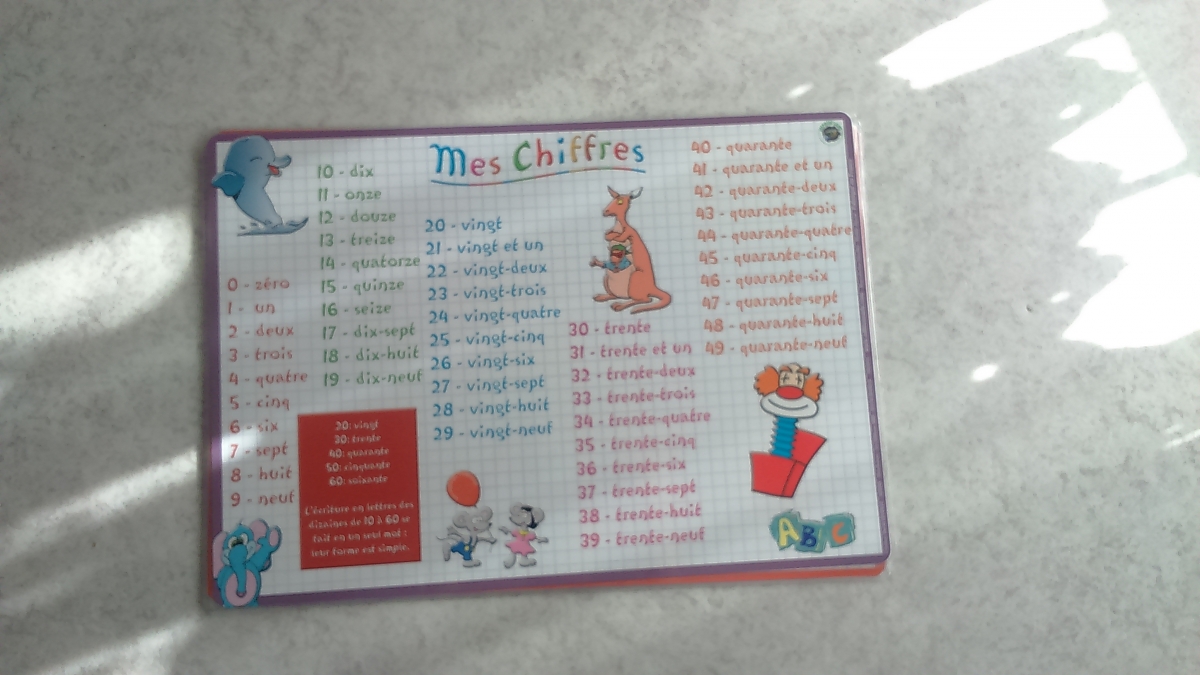 Mes Chiffres
0 - zéro
1 - un
2 - deux
3 - trois
4 - quatre
5 - cinq
6 - six
7 - sept
8 - huit
9 - neuf
10 - dix
11 - onze
12 - douze
13 - treize
14 - quatorze
15 - quinze
16 - seize
17 - dix-sept
18 - dix-huit
19 - dix-neuf
20: vingt
30: trente
40: quarante
50: cinquante
60: soixante
L'écriture en lettres des
dizaines de 10 à 60 se
fait en un seul mot :
leur forme est simple.
20 - vingt
21 - vingt et un
22 - vingt-deux
23 - vingt-trois
24 - vingt-quatre
25 - vingt-cinq
26 - vingt-six
27 - vingt-sept
28 - vingt-huit
29 - vingt-neuf
30 - trente
31 - trente et un
32 - trente-deux
33 - trente-trois
34 - trente-quatre
35 - trente-cinq
36 - trente-six
37 - trente-sept
38 - trente-huit
39 - trente-neuf
40 - quarante
41 - quarante et un
42 - quarante-deux
43 - quarante-trois
44 - quarante-quatre
45 - quarante-cinq
46 - quarante-six
47 - quarante-sept
48 - quarante-huit
49 - quarante-neuf
ABC